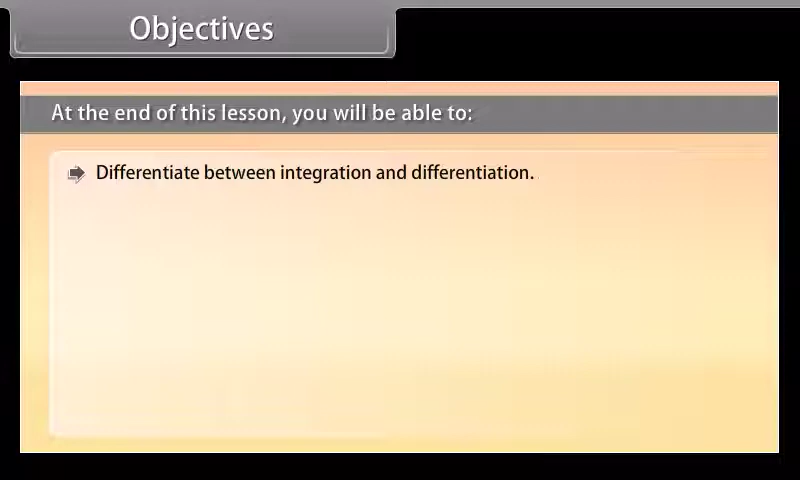 Objectives
At the end of this lesson, you will be able to:
Differentiate between integration and differentiation.